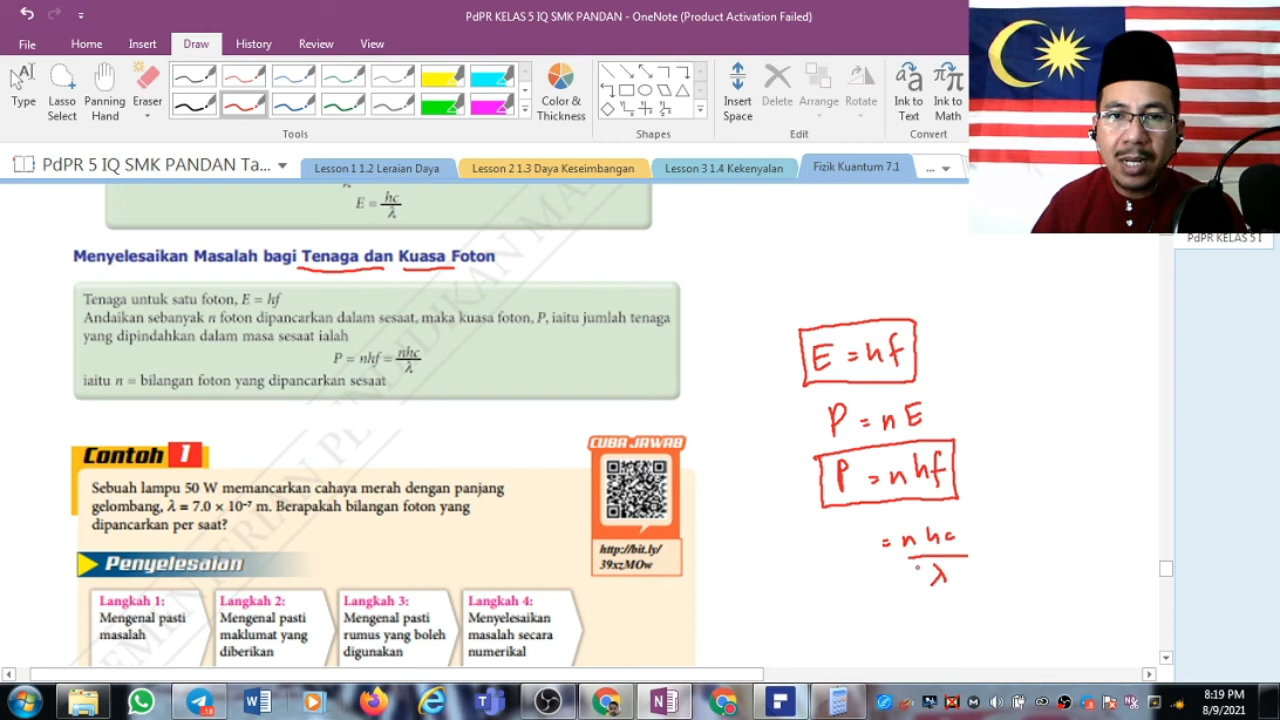 PdPR KELAS 5 IQ SMK PANDAN - OneNote (Product Activation Failed)
File Home Insert Draw History Review View
Type
Lasso Select
Panning Hand
Eraser
Color & Thickness
Insert Space
Delete
Arrange
Rotate
Ink to Text
Ink to Math
Tools
Shapes
Edit
Convert
PdPR 5 IQ SMK PANDAN Ta...
Lesson 1 1.2 Leraian Daya
Lesson 2 1.3 Daya Keseimbangan
Lesson 3 1.4 Kekenyalan
Fizik Kuantum 7.1
...
PdPR KELAS 5 I
E = hc/λ
Menyelesaikan Masalah bagi Tenaga dan Kuasa Foton
Tenaga untuk satu foton, E = hf
Andaikan sebanyak n foton dipancarkan dalam sesaat, maka kuasa foton, P, iaitu jumlah tenaga
yang dipindahkan dalam masa sesaat ialah
P = nhf = nhc/λ
iaitu n = bilangan foton yang dipancarkan sesaat
E = hf
P = nE
P = nhf
= nhc/λ
Contoh 1
CUBA JAWAB
Sebuah lampu 50 W memancarkan cahaya merah dengan panjang
gelombang, λ = 7.0 × 10⁻⁷ m. Berapakah bilangan foton yang
dipancarkan per saat?
http://bit.ly/
39xzMOw
Penyelesaian
Langkah 1:
Mengenal pasti
masalah
Langkah 2:
Mengenal pasti
maklumat yang
diberikan
Langkah 3:
Mengenal pasti
rumus yang boleh
digunakan
Langkah 4:
Menyelesaikan
masalah secara
numerikal
8:19 PM
8/9/2021